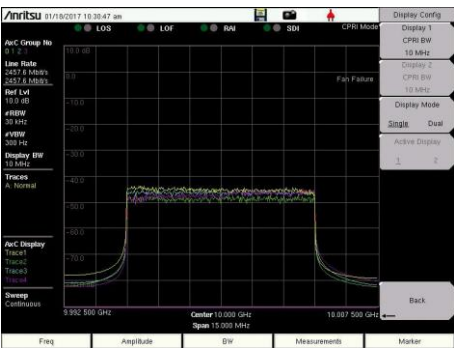 Anritsu 01/18/2017 10:30:47 am
LOS LOF RAI SDI CPRI Mode
AxC Group No
0 1 2 3
Line Rate
2457.6 Mbit/s
2457.6 Mbit/s
Ref Lvl
10.0 dB
#RBW
30 kHz
#VBW
300 Hz
Display BW
10 MHz
Traces
A: Normal
AxC Display
Trace1
Trace2
Trace3
Trace4
Sweep
Continuous
10.0 dB
0.0
-10.0
-20.0
-30.0
-40.0
-50.0
-60.0
-70.0
Fan Failure
9.992 500 GHz
Center 10.000 GHz
10.007 500 GHz
Span 15.000 MHz
Display Config
Display 1
CPRI BW
10 MHz
Display 2
CPRI BW
10 MHz
Display Mode
Single Dual
Active Display
1 2
Back
Freq Amplitude BW Measurements Marker